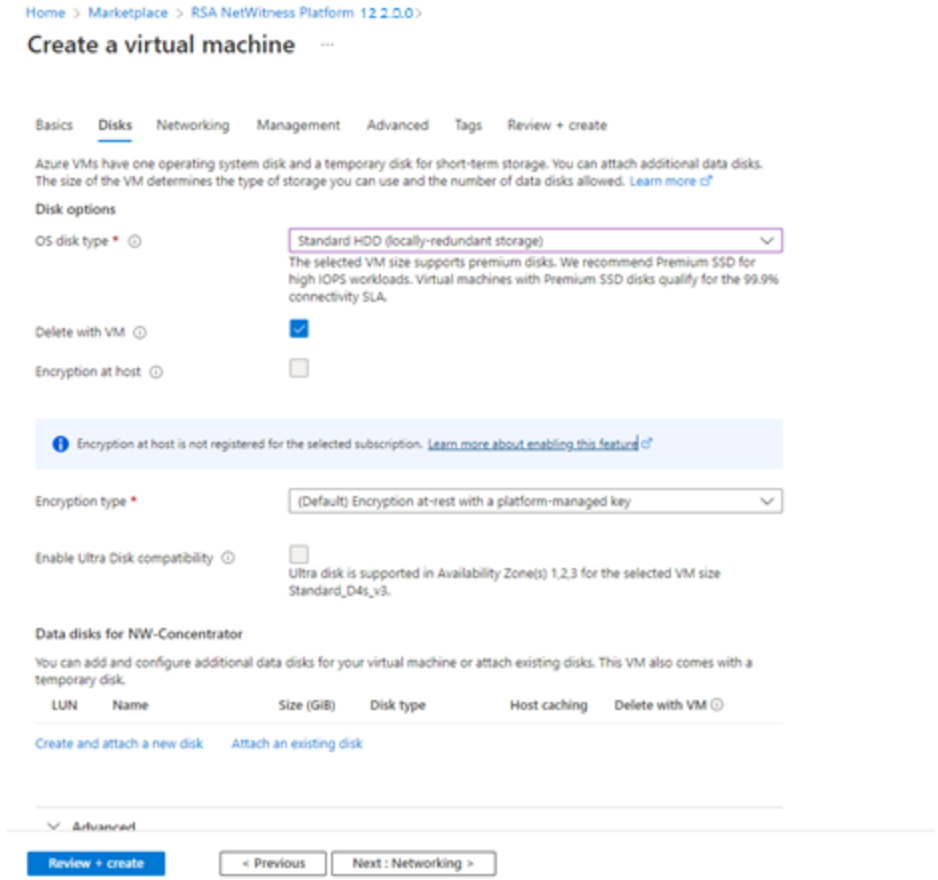 Home > Marketplace > RSA NetWitness Platform 12.2.0.0 >
Create a virtual machine ...
Basics Disks Networking Management Advanced Tags Review + create
Azure VMs have one operating system disk and a temporary disk for short-term storage. You can attach additional data disks.
The size of the VM determines the type of storage you can use and the number of data disks allowed. Learn more
Disk options
OS disk type *
Standard HDD (locally-redundant storage)
The selected VM size supports premium disks. We recommend Premium SSD for
high IOPS workloads. Virtual machines with Premium SSD disks qualify for the 99.9%
connectivity SLA.
Delete with VM
Encryption at host
Encryption at host is not registered for the selected subscription. Learn more about enabling this feature
Encryption type *
(Default) Encryption at-rest with a platform-managed key
Enable Ultra Disk compatibility
Ultra disk is supported in Availability Zone(s) 1,2,3 for the selected VM size
Standard_D4s_v3.
Data disks for NW-Concentrator
You can add and configure additional data disks for your virtual machine or attach existing disks. This VM also comes with a
temporary disk.
LUN Name Size (GiB) Disk type Host caching Delete with VM
Create and attach a new disk Attach an existing disk
Advanced
Review + create < Previous Next : Networking >